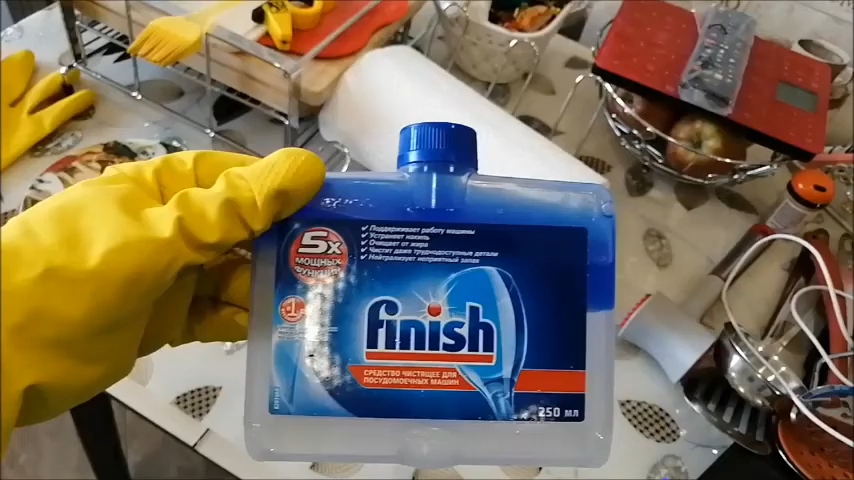 5x
МОЩНЫХ
ФУНКЦИЙ
✓ Поддерживает работу машины
✓ Устраняет накипь
✓ Очищает от жира
✓ Чистит даже труднодоступные детали
✓ Нейтрализует неприятный запах
№1
finish
СРЕДСТВО ЧИСТЯЩЕЕ ДЛЯ
ПОСУДОМОЕЧНЫХ МАШИН
250 МЛ